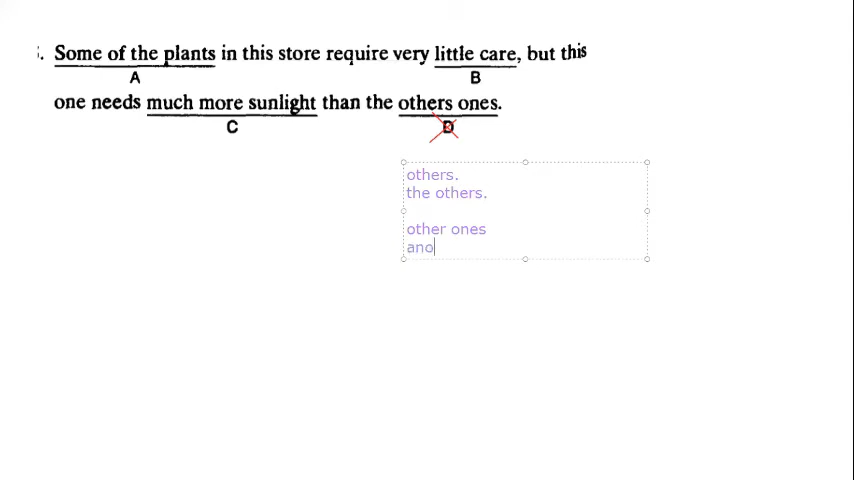 . Some of the plants in this store require very little care, but this
A B
one needs much more sunlight than the others ones.
C D
others.
the others.
other ones
ano